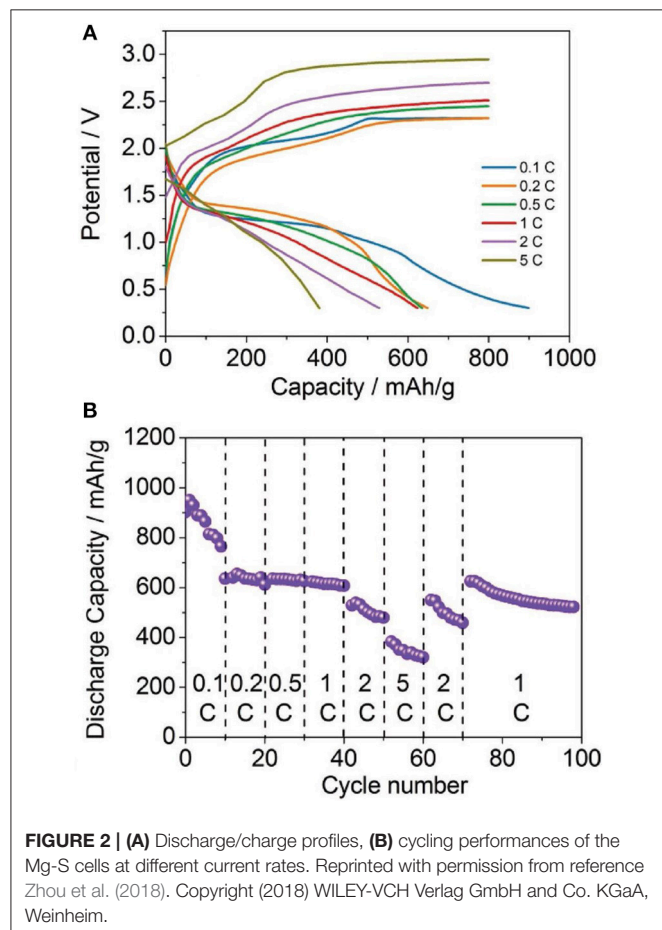 A
3.0
2.5
2.0
1.5
1.0
0.5
0.0
Potential / V
0.1 C
0.2 C
0.5 C
1 C
2 C
5 C
0 200 400 600 800 1000
Capacity / mAh/g
B
1200
1000
800
600
400
200
0
Discharge Capacity / mAh/g
0.1 0.2 0.5 1 2 5 2 1
C C C C C C C C
0 20 40 60 80 100
Cycle number
FIGURE 2 | (A) Discharge/charge profiles, (B) cycling performances of the
Mg-S cells at different current rates. Reprinted with permission from reference
Zhou et al. (2018). Copyright (2018) WILEY-VCH Verlag GmbH and Co. KGaA,
Weinheim.